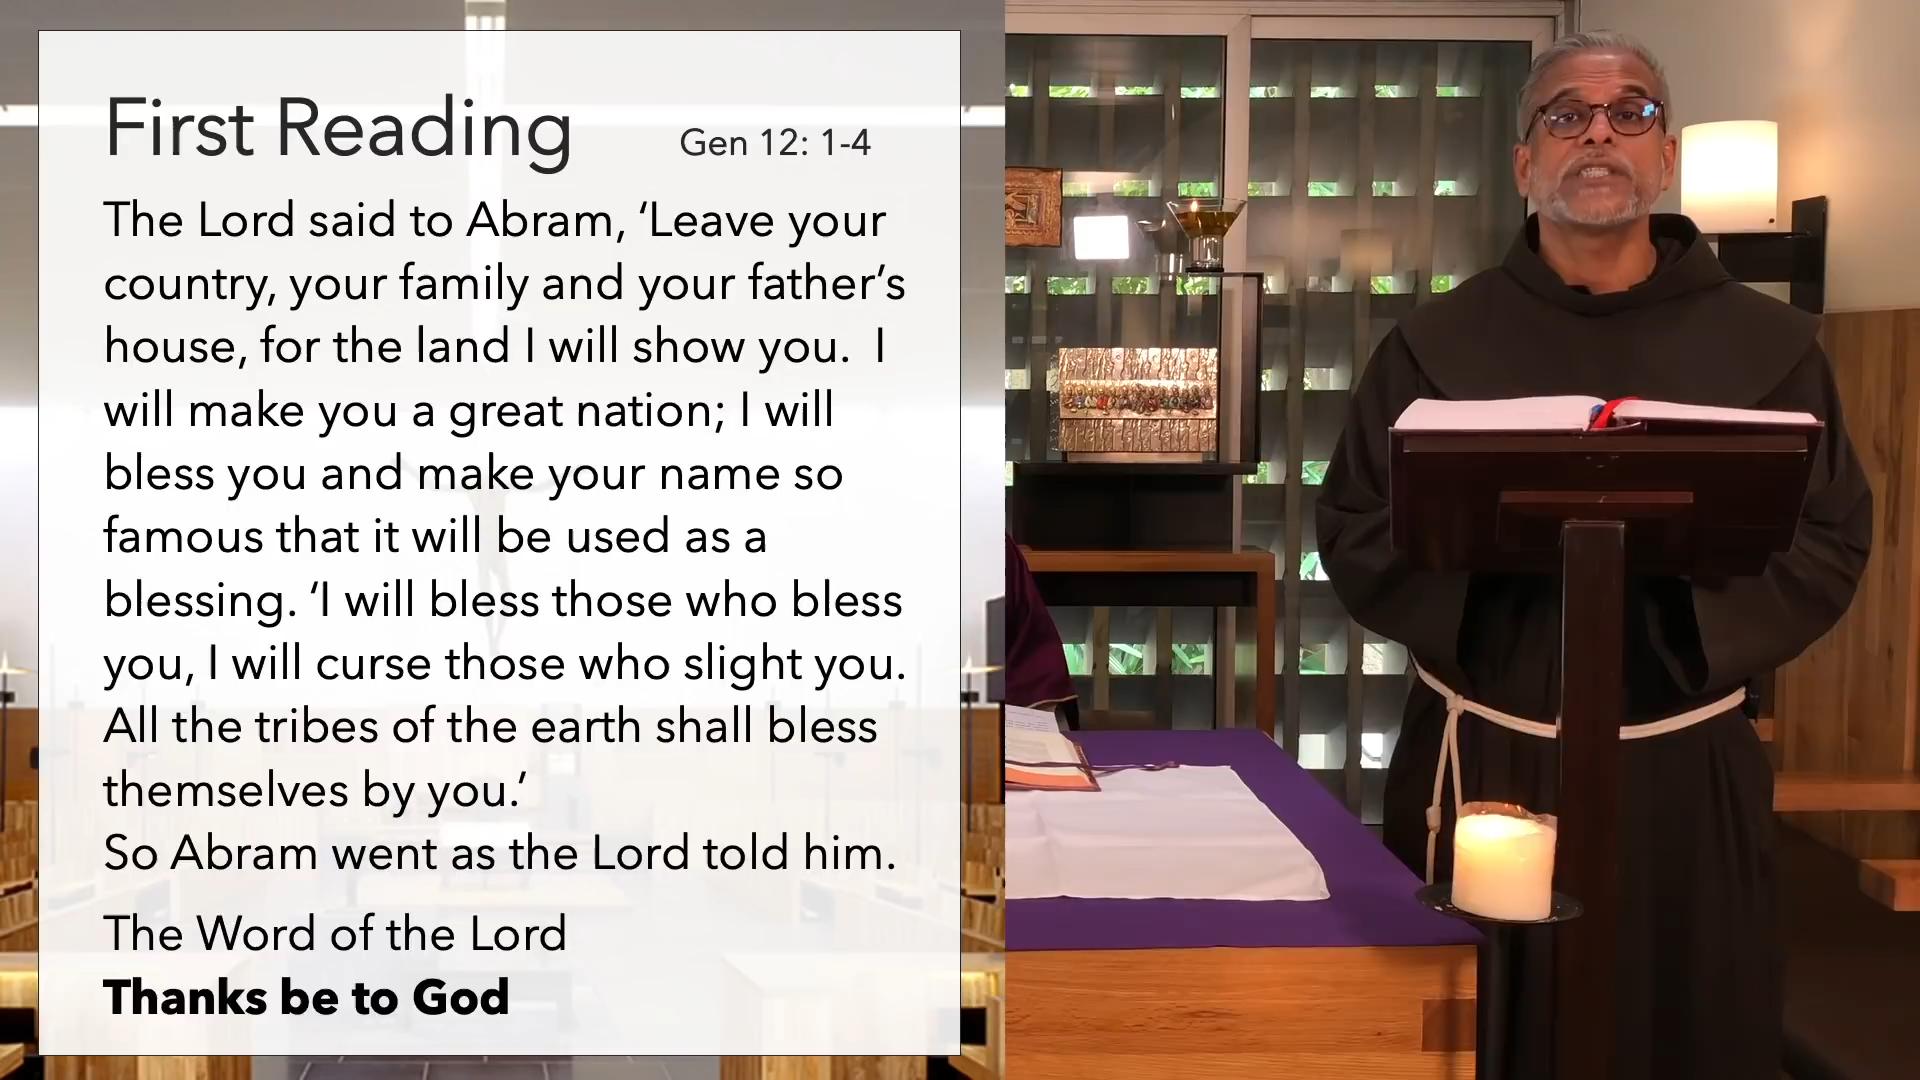 First Reading Gen 12: 1-4
The Lord said to Abram, ‘Leave your
country, your family and your father’s
house, for the land I will show you.  I
will make you a great nation; I will
bless you and make your name so
famous that it will be used as a
blessing. ‘I will bless those who bless
you, I will curse those who slight you.
All the tribes of the earth shall bless
themselves by you.’
So Abram went as the Lord told him.
The Word of the Lord
Thanks be to God